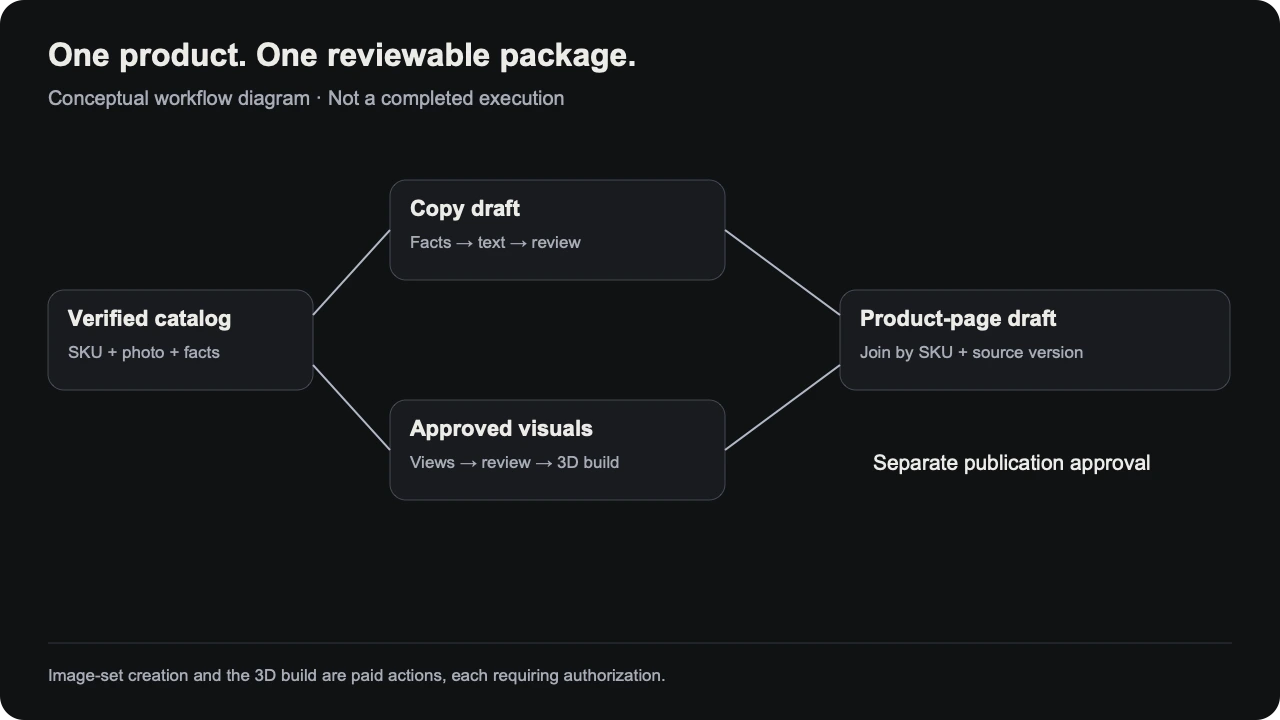 One product. One reviewable package.
Conceptual workflow diagram · Not a completed execution
Copy draft
Facts → text → review
Verified catalog
SKU + photo + facts
Product-page draft
Join by SKU + source version
Approved visuals
Views → review → 3D build
Separate publication approval
Image-set creation and the 3D build are paid actions, each requiring authorization.